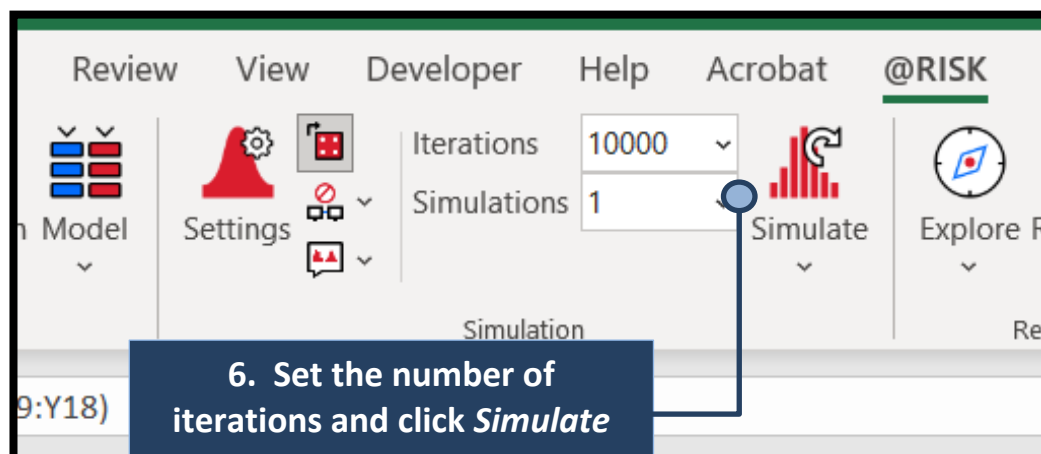 Review View Developer Help Acrobat @RISK
Iterations 10000
Simulations 1
Model Settings Simulate Explore
Simulation
6. Set the number of
iterations and click Simulate
9:Y18)